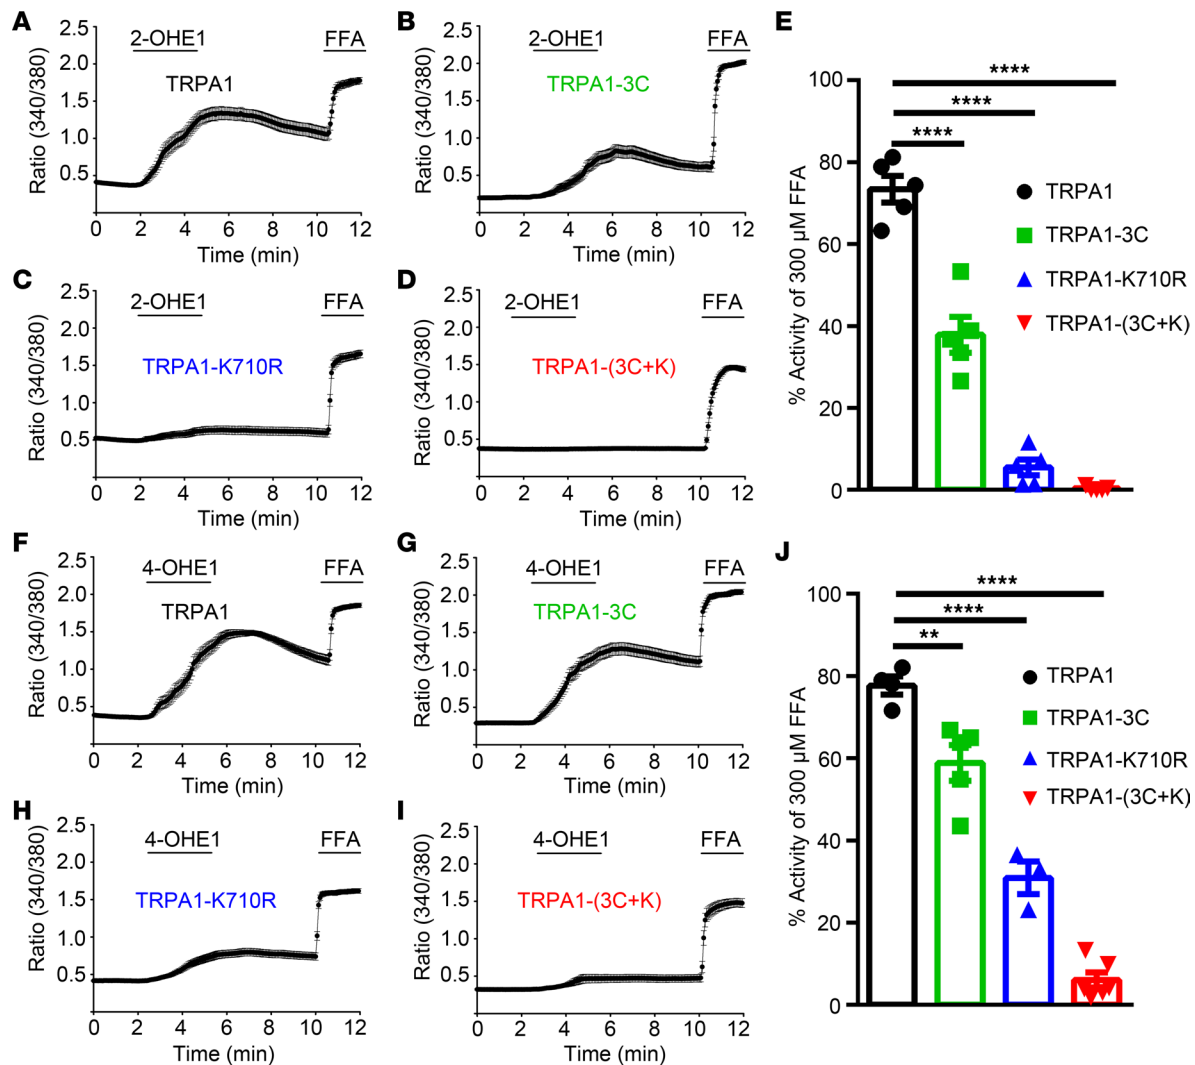 A
2-OHE1
FFA
TRPA1
Ratio (340/380)
2.5
2.0
1.5
1.0
0.5
0 2 4 6 8 10 12
Time (min)
B
2-OHE1
FFA
TRPA1-3C
Ratio (340/380)
2.5
2.0
1.5
1.0
0.5
0 2 4 6 8 10 12
Time (min)
C
2-OHE1
FFA
TRPA1-K710R
Ratio (340/380)
2.5
2.0
1.5
1.0
0.5
0 2 4 6 8 10 12
Time (min)
D
2-OHE1
FFA
TRPA1-(3C+K)
Ratio (340/380)
2.5
2.0
1.5
1.0
0.5
0 2 4 6 8 10 12
Time (min)
E
% Activity of 300 µM FFA
100
80
60
40
20
0
****
****
****
TRPA1
TRPA1-3C
TRPA1-K710R
TRPA1-(3C+K)
F
4-OHE1
FFA
TRPA1
Ratio (340/380)
2.5
2.0
1.5
1.0
0.5
0 2 4 6 8 10 12
Time (min)
G
4-OHE1
FFA
TRPA1-3C
Ratio (340/380)
2.5
2.0
1.5
1.0
0.5
0 2 4 6 8 10 12
Time (min)
H
4-OHE1
FFA
TRPA1-K710R
Ratio (340/380)
2.5
2.0
1.5
1.0
0.5
0 2 4 6 8 10 12
Time (min)
I
4-OHE1
FFA
TRPA1-(3C+K)
Ratio (340/380)
2.5
2.0
1.5
1.0
0.5
0 2 4 6 8 10 12
Time (min)
J
% Activity of 300 µM FFA
100
80
60
40
20
0
****
****
**
TRPA1
TRPA1-3C
TRPA1-K710R
TRPA1-(3C+K)